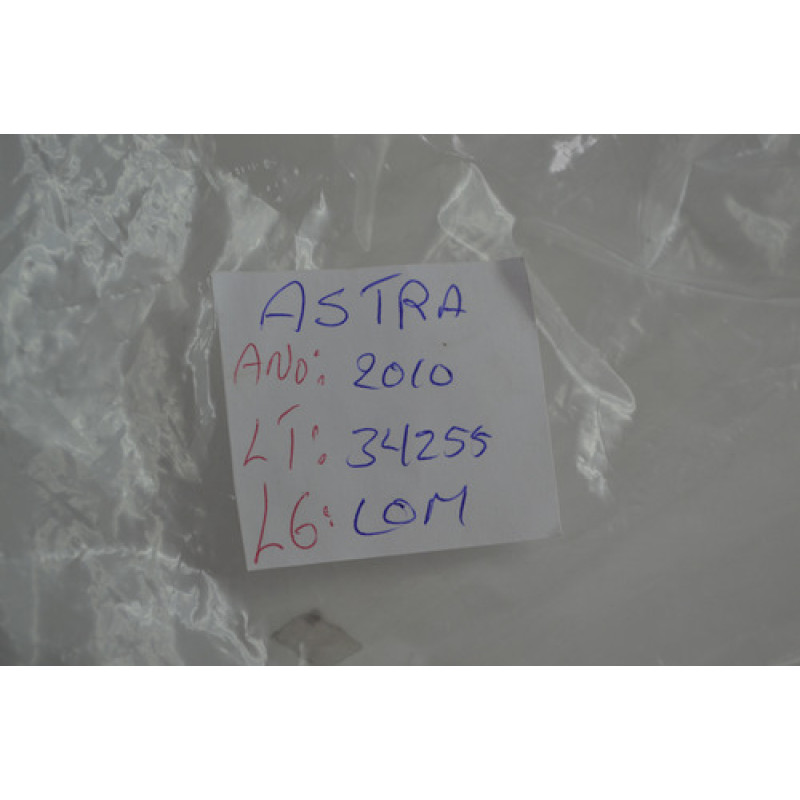 ASTRA
ANO: 2010
LT: 34255
LG: LOM